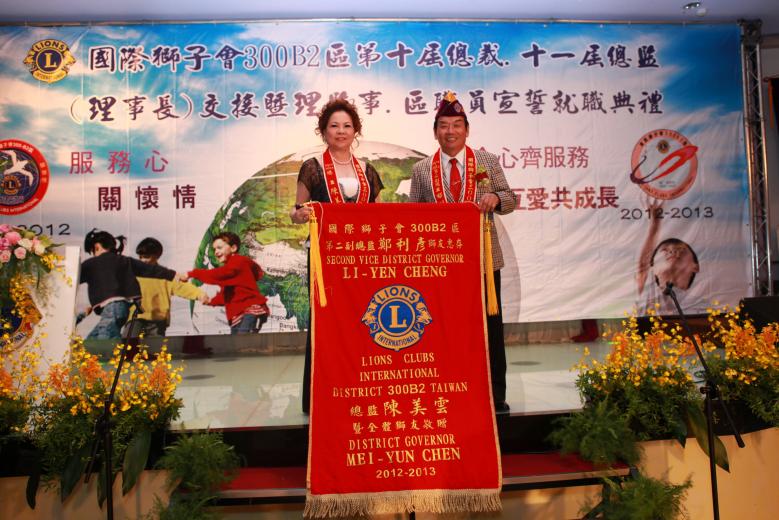 國際獅子會300B2區第十屆總裁.十一屆總監
(理事長)交接暨理監事.區職員宣誓就職典禮
服務心
關懷情
心齊服務
互愛共成長
2012
2012-2013
LIONS
L
INTERNATIONAL
國際獅子會300B2區
第二副總監鄭利彥獅友惠存
SECOND VICE DISTRICT GOVERNOR
LI-YEN CHENG
LIONS
L
INTERNATIONAL
LIONS CLUBS
INTERNATIONAL
DISTRICT 300B2 TAIWAN
總監陳美雲
暨全體獅友敬贈
DISTRICT GOVERNOR
MEI-YUN CHEN
2012-2013